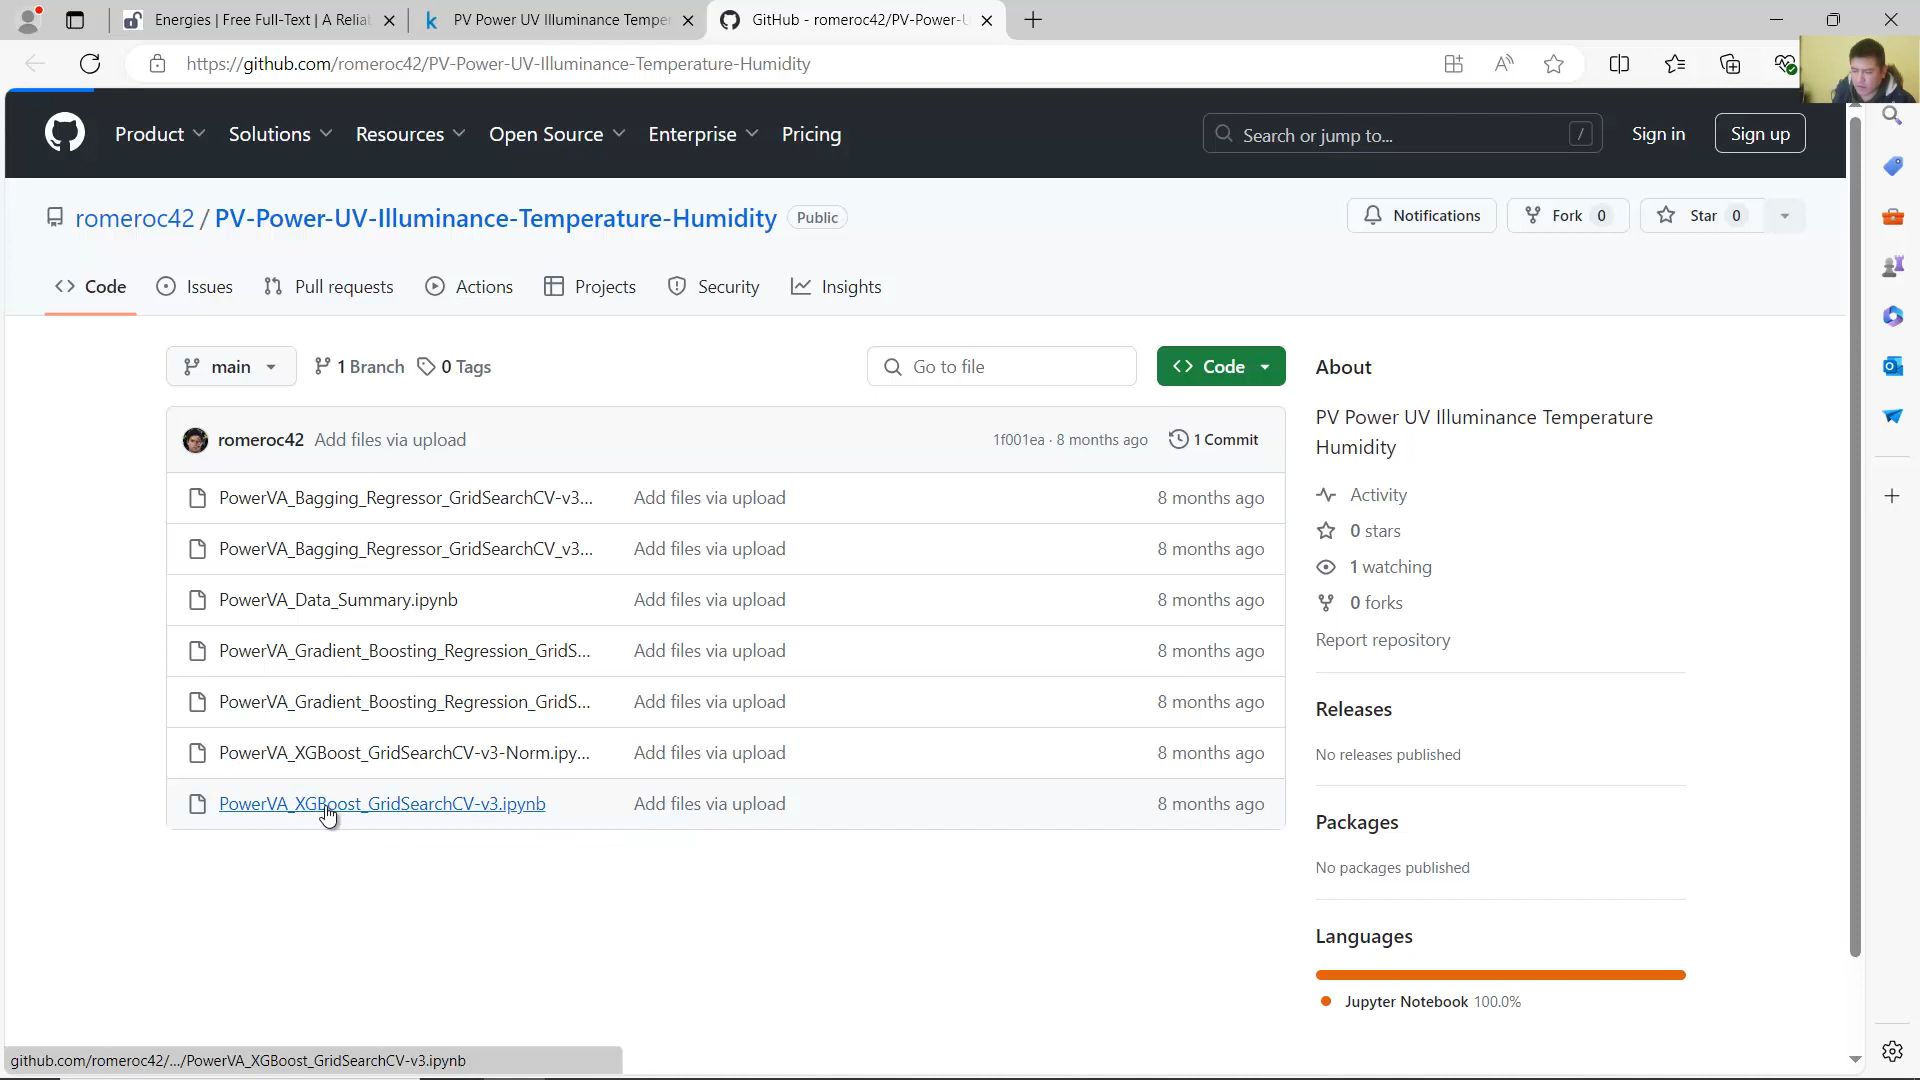 Energies | Free Full-Text | A Relia
PV Power UV Illuminance Tempe
GitHub - romeroc42/PV-Power-U
https://github.com/romeroc42/PV-Power-UV-Illuminance-Temperature-Humidity
Product
Solutions
Resources
Open Source
Enterprise
Pricing
Search or jump to...
/
Sign in
Sign up
romeroc42 / PV-Power-UV-Illuminance-Temperature-Humidity
Public
Notifications
Fork 0
Star 0
Code
Issues
Pull requests
Actions
Projects
Security
Insights
main
1 Branch
0 Tags
Go to file
Code
romeroc42 Add files via upload
1f001ea · 8 months ago
1 Commit
PowerVA_Bagging_Regressor_GridSearchCV-v3... Add files via upload 8 months ago
PowerVA_Bagging_Regressor_GridSearchCV_v3... Add files via upload 8 months ago
PowerVA_Data_Summary.ipynb Add files via upload 8 months ago
PowerVA_Gradient_Boosting_Regression_GridS... Add files via upload 8 months ago
PowerVA_Gradient_Boosting_Regression_GridS... Add files via upload 8 months ago
PowerVA_XGBoost_GridSearchCV-v3-Norm.ipy... Add files via upload 8 months ago
PowerVA_XGBoost_GridSearchCV-v3.ipynb Add files via upload 8 months ago
About
PV Power UV Illuminance Temperature
Humidity
Activity
0 stars
1 watching
0 forks
Report repository
Releases
No releases published
Packages
No packages published
Languages
Jupyter Notebook 100.0%
github.com/romeroc42/.../PowerVA_XGBoost_GridSearchCV-v3.ipynb